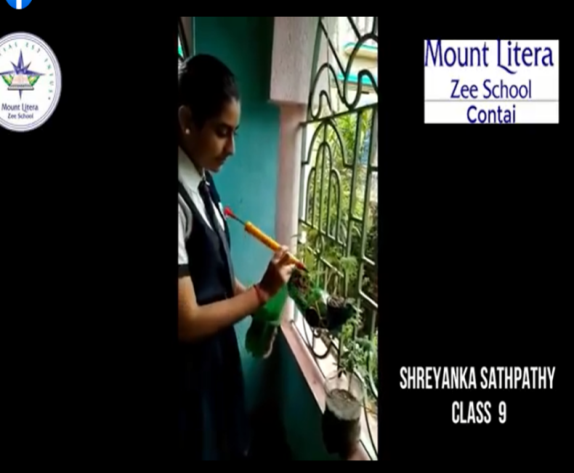 Mount Litera
Zee School
Mount Litera
Zee School
Contai
SHREYANKA SATHPATHY
CLASS 9